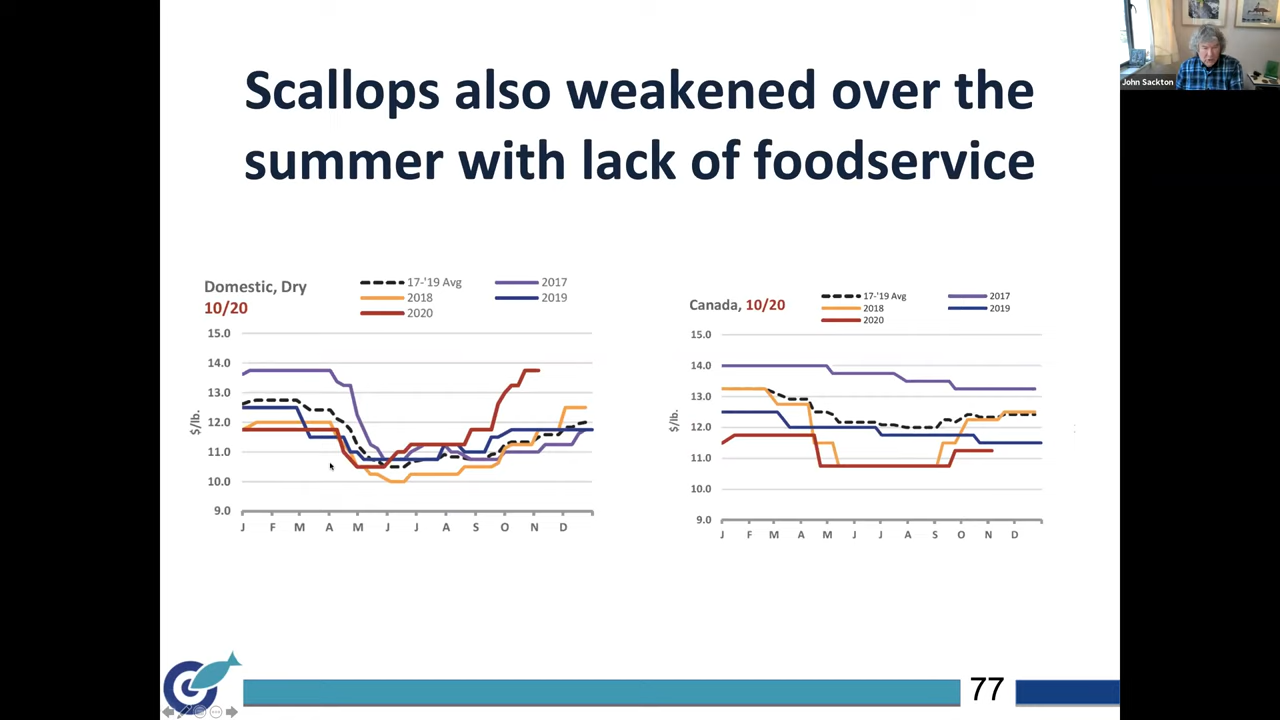 Scallops also weakened over the
summer with lack of foodservice
John Sackton
Domestic, Dry
10/20
17-'19 Avg
2017
2018
2019
2020
15.0
14.0
13.0
12.0
11.0
10.0
9.0
$/lb.
J F M A M J J A S O N D
Canada, 10/20
17-'19 Avg
2017
2018
2019
2020
15.0
14.0
13.0
12.0
11.0
10.0
9.0
$/lb.
J F M A M J J A S O N D
77